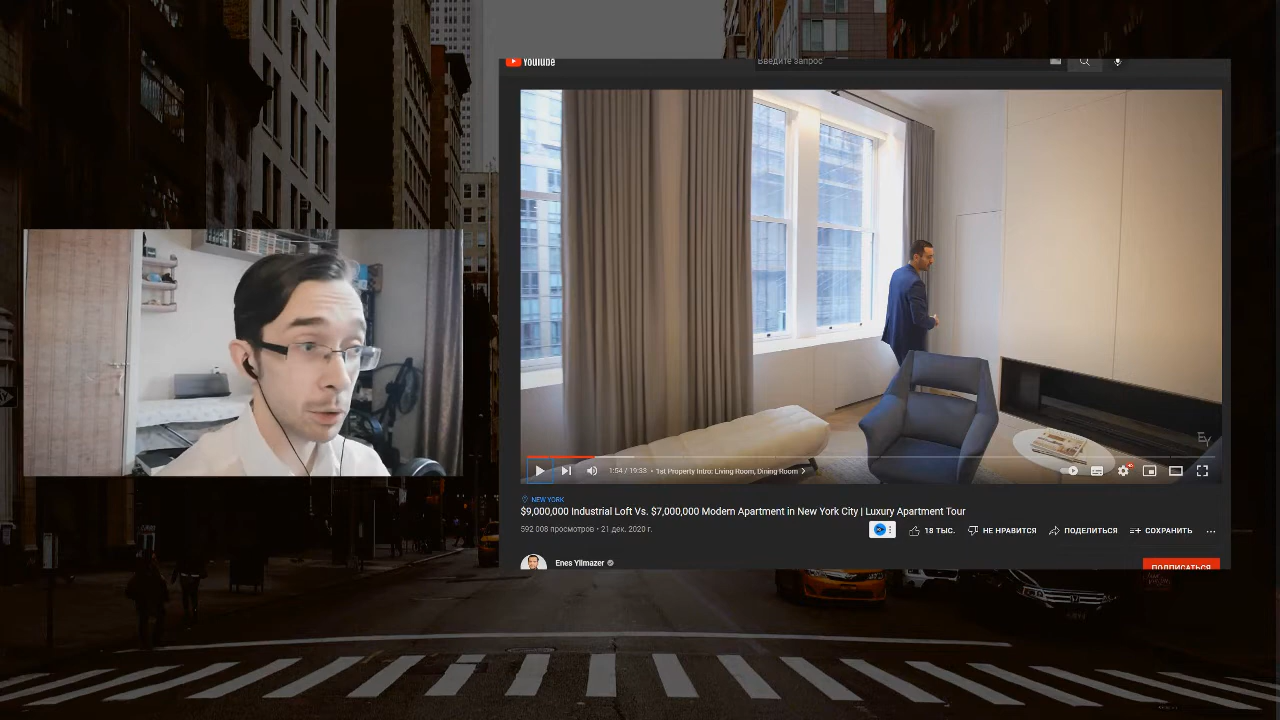 YouTube
Введите запрос
EY
1:54 / 19:33 • 1st Property Intro: Living Room, Dining Room
NEW YORK
$9,000,000 Industrial Loft Vs. $7,000,000 Modern Apartment in New York City | Luxury Apartment Tour
592 008 просмотров • 21 дек. 2020 г.
18 ТЫС.
НЕ НРАВИТСЯ
ПОДЕЛИТЬСЯ
СОХРАНИТЬ
Enes Yilmazer
ПОДПИСАТЬСЯ